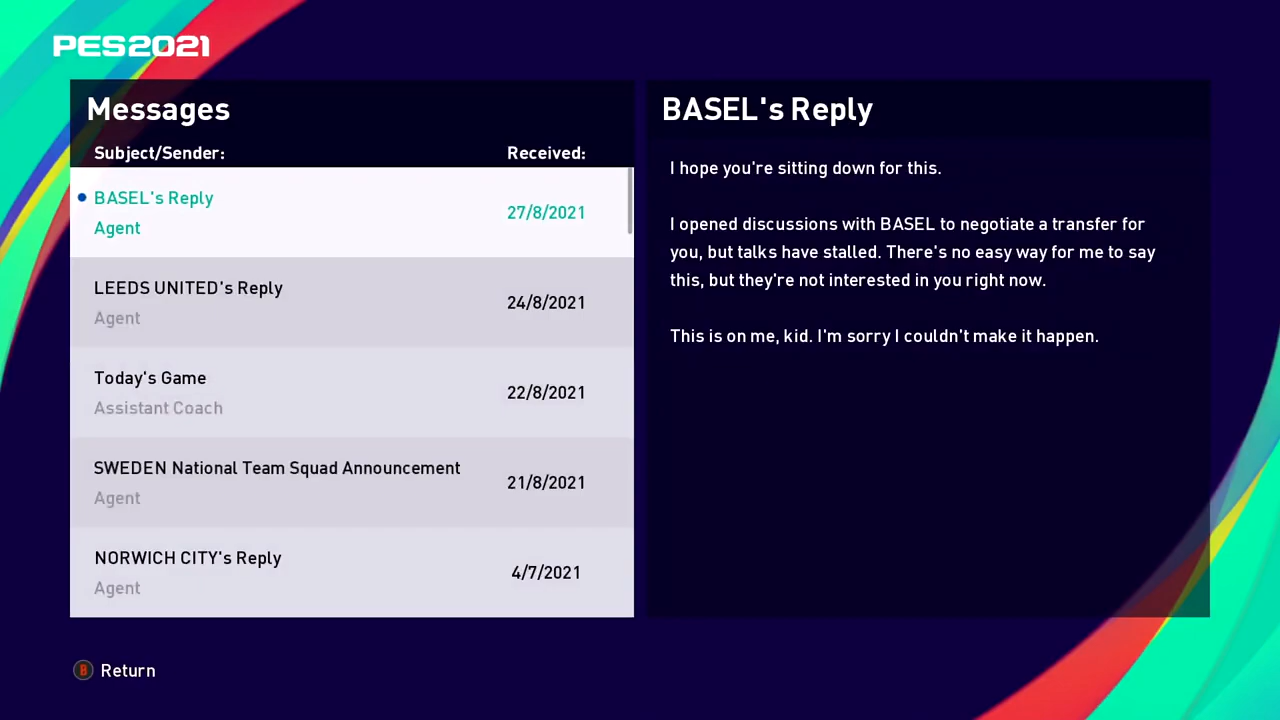 PES2021
Messages
Subject/Sender:
Received:
BASEL's Reply
Agent
27/8/2021
LEEDS UNITED's Reply
Agent
24/8/2021
Today's Game
Assistant Coach
22/8/2021
SWEDEN National Team Squad Announcement
Agent
21/8/2021
NORWICH CITY's Reply
Agent
4/7/2021
BASEL's Reply
I hope you're sitting down for this.
I opened discussions with BASEL to negotiate a transfer for
you, but talks have stalled. There's no easy way for me to say
this, but they're not interested in you right now.
This is on me, kid. I'm sorry I couldn't make it happen.
B Return